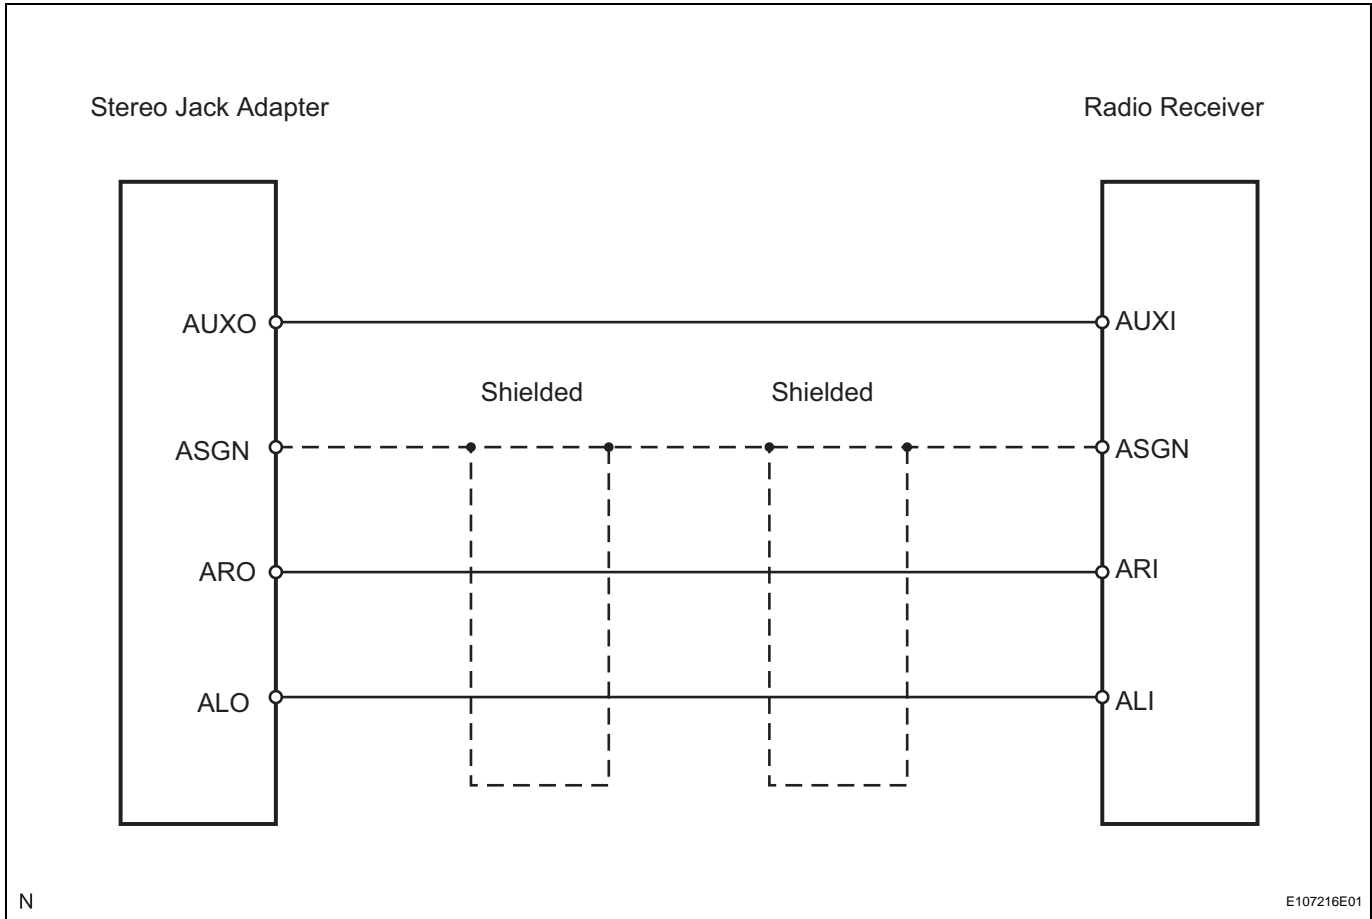 Stereo Jack Adapter
Radio Receiver
AUXO
AUXI
Shielded
Shielded
ASGN
ASGN
ARO
ARI
ALO
ALI
N
E107216E01